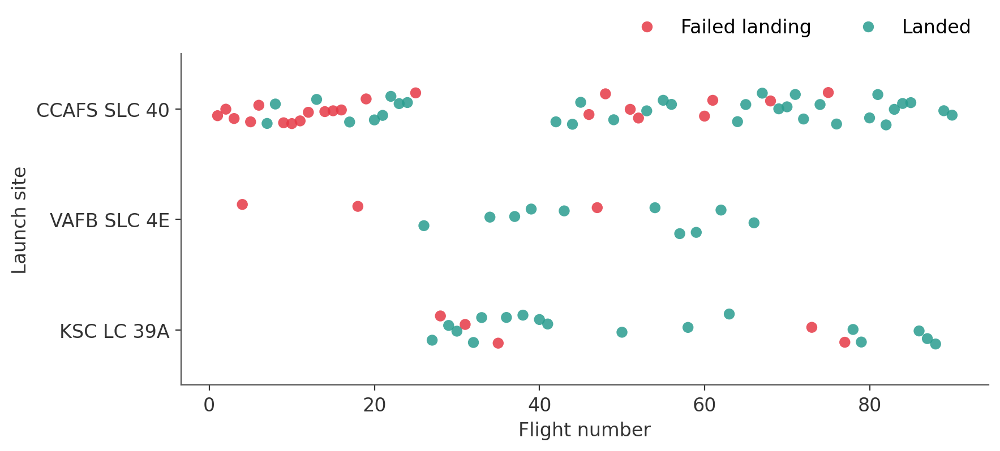 Failed landing
Landed
CCAFS SLC 40
VAFB SLC 4E
KSC LC 39A
Launch site
0
20
40
60
80
Flight number